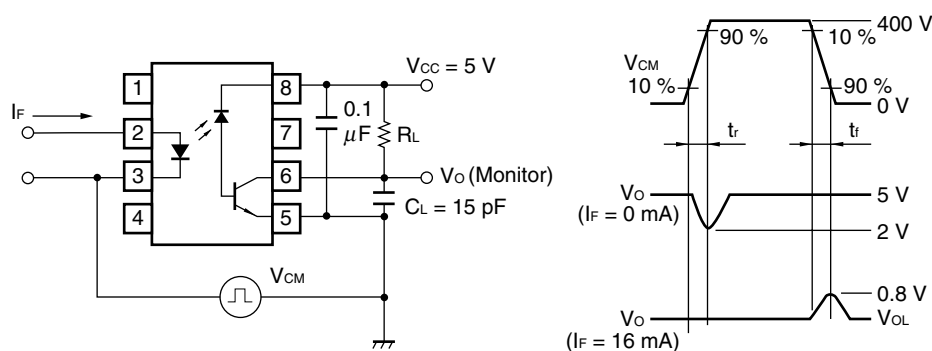 VCC = 5 V
1
8
0.1
μF
RL
IF
2
7
3
6
VO (Monitor)
4
5
CL = 15 pF
VCM
400 V
90 %
10 %
VCM
10 %
90 %
0 V
tr
tf
VO
(IF = 0 mA)
5 V
2 V
0.8 V
VO
(IF = 16 mA)
VOL